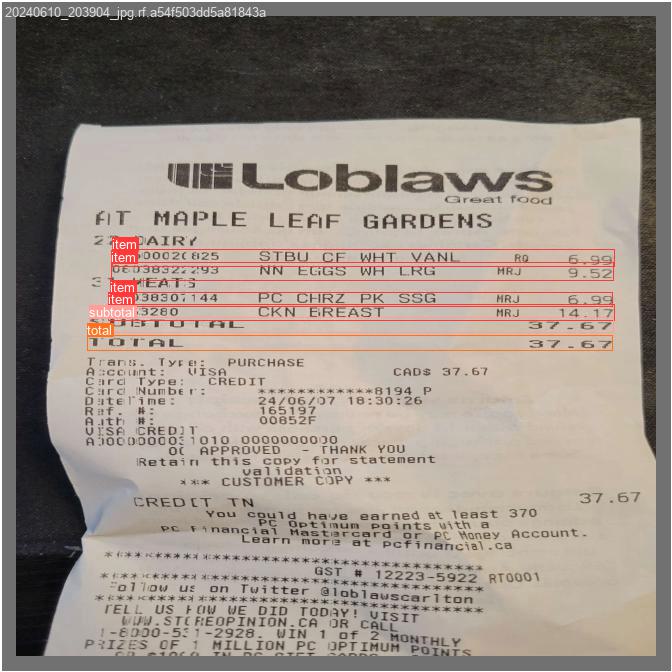 20240610_203904_jpg.rf.a54f503dd5a81843a
Loblaws
Great food
AT MAPLE LEAF GARDENS
DAIRY
item
item
STBU CF WHT VANL RQ 6.99
06038322293 NN EGGS WH LRG MRJ 9.52
MEATS
item
item
PC CHRZ PK SSG MRJ 6.99
CKN BREAST MRJ 14.17
subtotal
SUBTOTAL 37.67
total
TOTAL 37.67
Trans. Type: PURCHASE
Account: VISA CAD$ 37.67
Card Type: CREDIT
Card Number: ************8194 P
DateTime: 24/06/07 18:30:26
Ref. #: 165197
Auth #: 00852F
VISA CREDIT
A0000000031010 0000000000
00 APPROVED - THANK YOU
Retain this copy for statement
validation
*** CUSTOMER COPY ***
CREDIT TN 37.67
You could have earned at least 370
PC Optimum points with a
PC Financial Mastercard or PC Money Account.
Learn more at pcfinancial.ca
GST # 12223-5922 RT0001
Follow us on Twitter @loblawscarlton
TELL US HOW WE DID TODAY! VISIT
WWW.STOREOPINION.CA OR CALL
1-8000-531-2928. WIN 1 of 2 MONTHLY
PRIZES OF 1 MILLION PC OPTIMUM POINTS